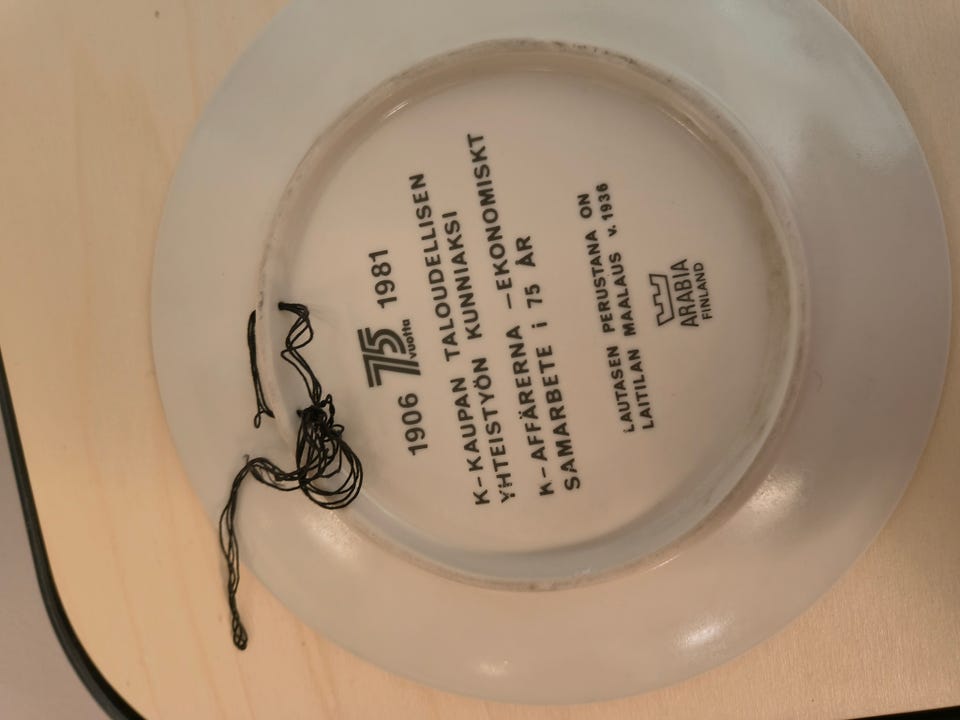 1906 75 vuotta 1981
K-KAUPAN TALOUDELLISEN
YHTEISTYÖN KUNNIAKSI
K-AFFÄRERNA -EKONOMISKT
SAMARBETE i 75 ÅR
LAUTASEN PERUSTANA ON
LAITILAN MAALAUS v. 1936
ARABIA
FINLAND